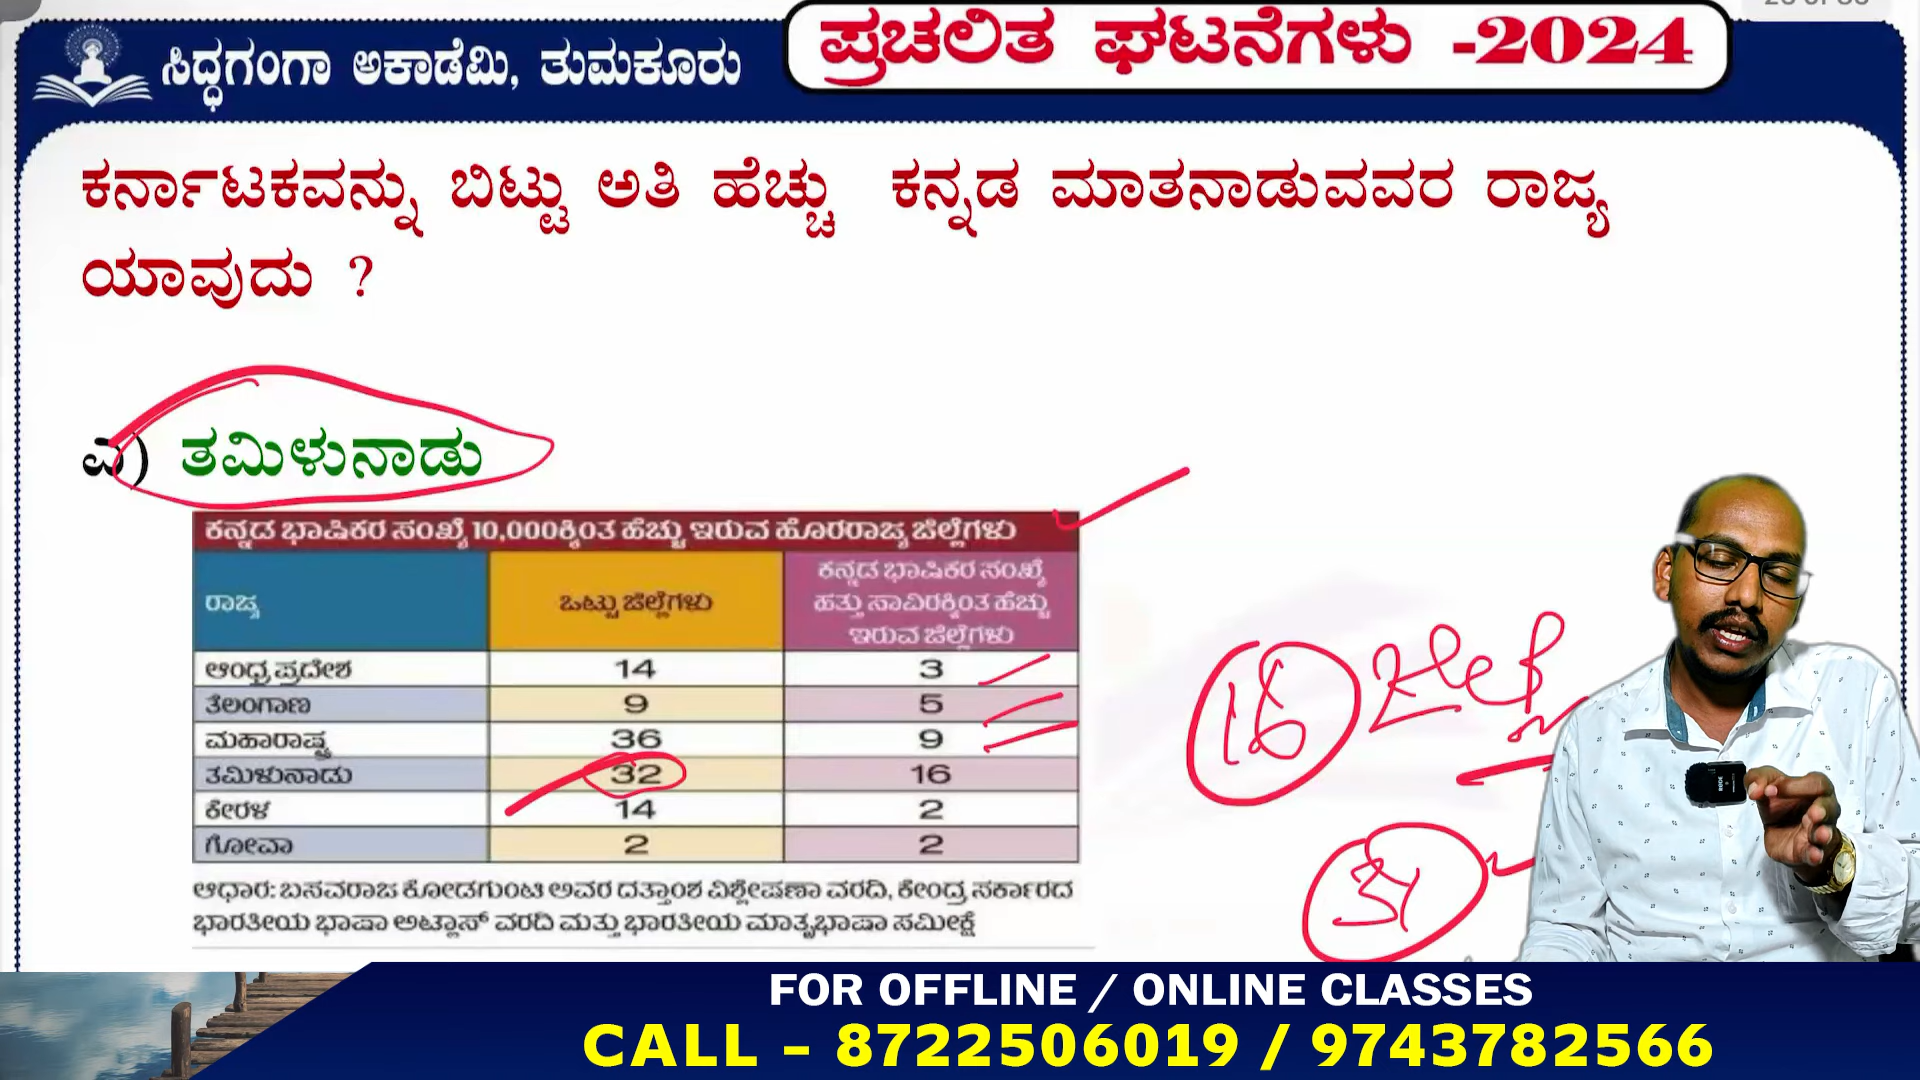 ಸಿದ್ಧಗಂಗಾ ಅಕಾಡೆಮಿ, ತುಮಕೂರು
ಪ್ರಚಲಿತ ಘಟನೆಗಳು -2024
ಕರ್ನಾಟಕವನ್ನು ಬಿಟ್ಟು ಅತಿ ಹೆಚ್ಚು ಕನ್ನಡ ಮಾತನಾಡುವವರ ರಾಜ್ಯ
ಯಾವುದು ?
ಎ) ತಮಿಳುನಾಡು
ಕನ್ನಡ ಭಾಷಿಕರ ಸಂಖ್ಯೆ 10,000ಕ್ಕಿಂತ ಹೆಚ್ಚು ಇರುವ ಹೊರರಾಜ್ಯ ಜಿಲ್ಲೆಗಳು
ರಾಜ್ಯ ಒಟ್ಟು ಜಿಲ್ಲೆಗಳು ಕನ್ನಡ ಭಾಷಿಕರ ಸಂಖ್ಯೆ
ಹತ್ತು ಸಾವಿರಕ್ಕಿಂತ ಹೆಚ್ಚು
ಇರುವ ಜಿಲ್ಲೆಗಳು
ಆಂಧ್ರಪ್ರದೇಶ 14 3
ತೆಲಂಗಾಣ 9 5
ಮಹಾರಾಷ್ಟ್ರ 36 9
ತಮಿಳುನಾಡು 32 16
ಕೇರಳ 14 2
ಗೋವಾ 2 2
ಆಧಾರ: ಬಸವರಾಜ ಕೋಡಗುಂಟಿ ಅವರ ದತ್ತಾಂಶ ವಿಶ್ಲೇಷಣಾ ವರದಿ, ಕೇಂದ್ರ ಸರ್ಕಾರದ
ಭಾರತೀಯ ಭಾಷಾ ಅಟ್ಲಾಸ್ ವರದಿ ಮತ್ತು ಭಾರತೀಯ ಮಾತೃಭಾಷಾ ಸಮೀಕ್ಷೆ
16
FOR OFFLINE / ONLINE CLASSES
CALL – 8722506019 / 9743782566